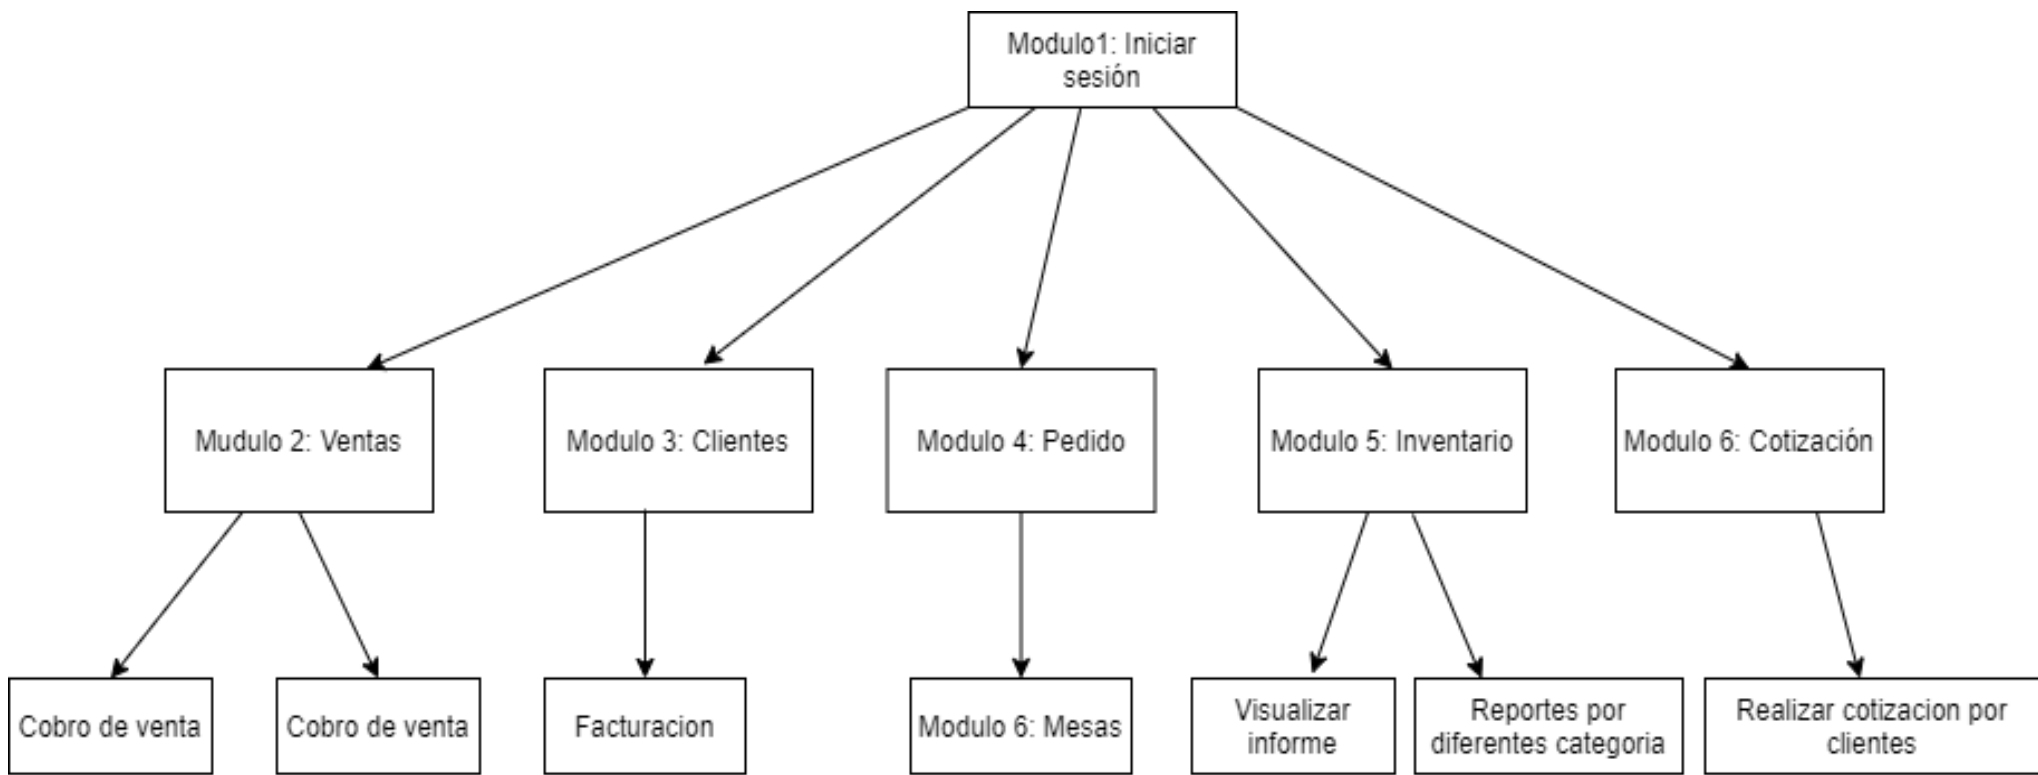 Modulo1: Iniciar
sesión
Mudulo 2: Ventas
Modulo 3: Clientes
Modulo 4: Pedido
Modulo 5: Inventario
Modulo 6: Cotización
Cobro de venta
Cobro de venta
Facturacion
Modulo 6: Mesas
Visualizar
informe
Reportes por
diferentes categoria
Realizar cotizacion por
clientes